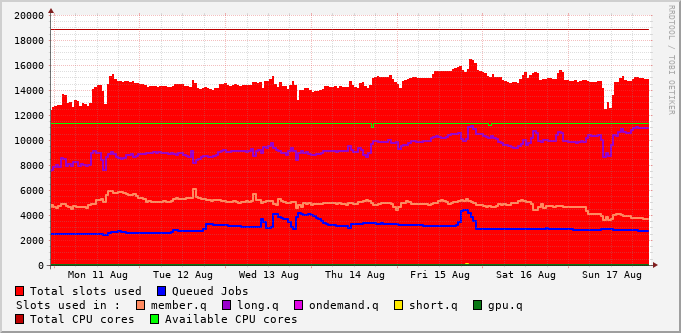 20000
18000
16000
14000
12000
10000
8000
6000
4000
2000
0
Mon 11 Aug Tue 12 Aug Wed 13 Aug Thu 14 Aug Fri 15 Aug Sat 16 Aug Sun 17 Aug
Total slots used Queued Jobs
Slots used in : member.q long.q ondemand.q short.q gpu.q
Total CPU cores Available CPU cores
RRDTOOL / TOBI OETIKER